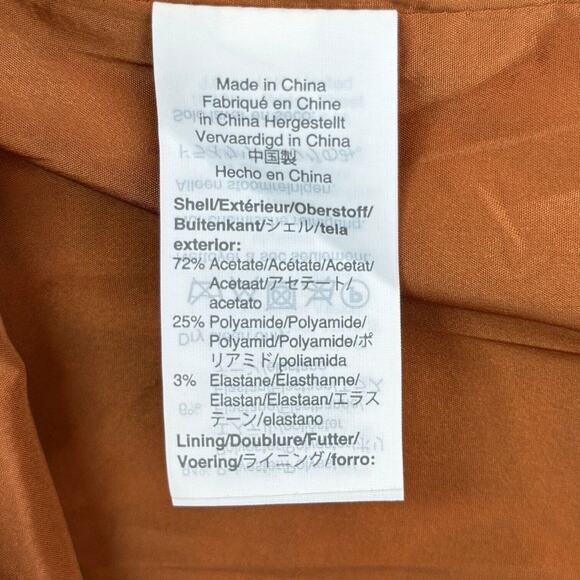 Made in China
Fabriqué en Chine
in China Hergestellt
Vervaardigd in China
中国製
Hecho en China
Shell/Extérieur/Oberstoff/
Buitenkant/シェル/tela
exterior:
72% Acetate/Acétate/Acetat/
Acetaat/アセテート/
acetato
25% Polyamide/Polyamide/
Polyamid/Polyamide/ポ
リアミド/poliamida
3% Elastane/Élasthanne/
Elastan/Elastaan/エラス
テーン/elastano
Lining/Doublure/Futter/
Voering/ライニング/forro: